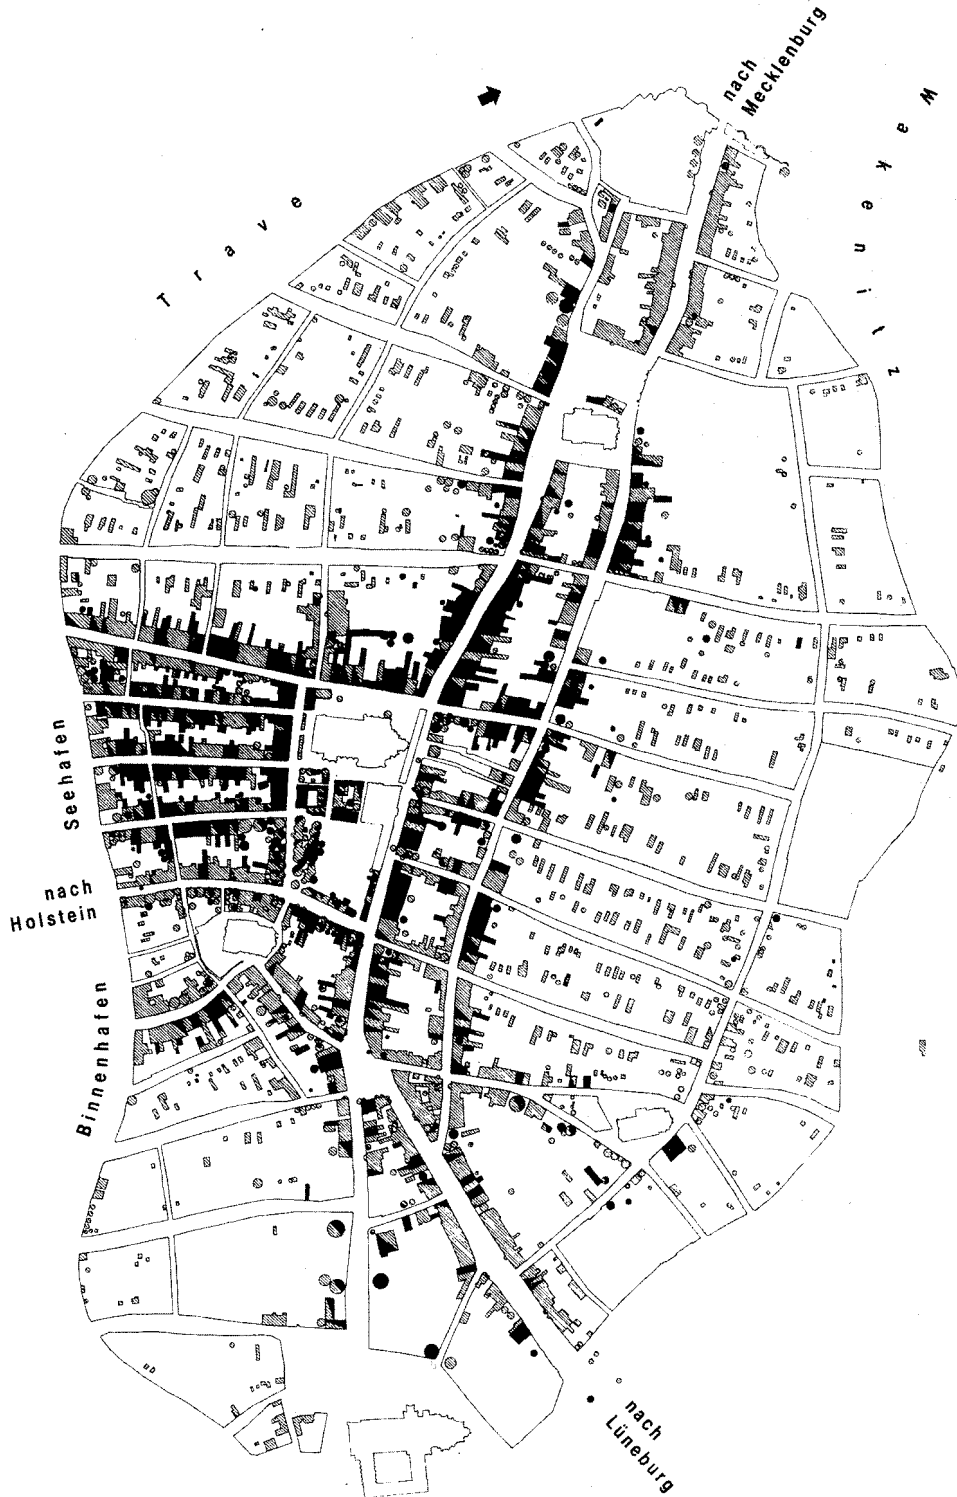 nach
Mecklenburg
Wakenitz
Trave
Seehafen
nach
Holstein
Binnenhafen
nach
Lüneburg